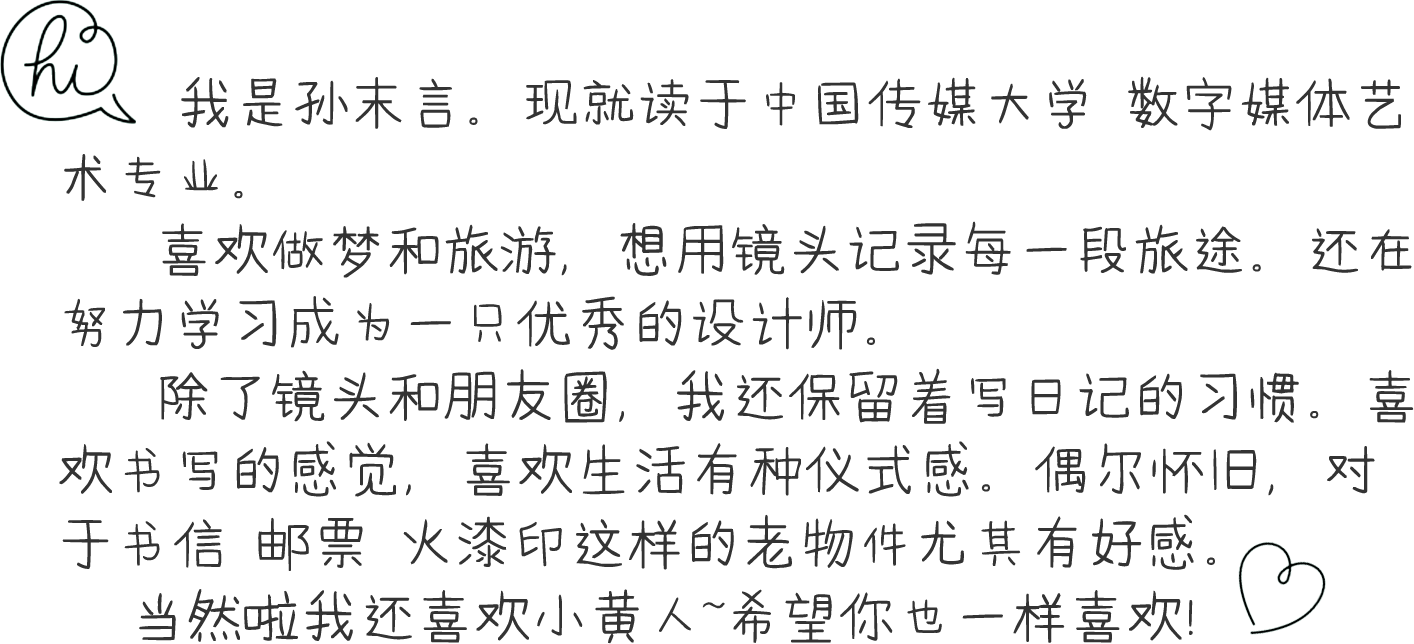 hi
我是孙末言。现就读于中国传媒大学 数字媒体艺
术专业。
喜欢做梦和旅游，想用镜头记录每一段旅途。还在
努力学习成为一只优秀的设计师。
除了镜头和朋友圈，我还保留着写日记的习惯。喜
欢书写的感觉，喜欢生活有种仪式感。偶尔怀旧，对
于书信 邮票 火漆印这样的老物件尤其有好感。
当然啦我还喜欢小黄人~希望你也一样喜欢!